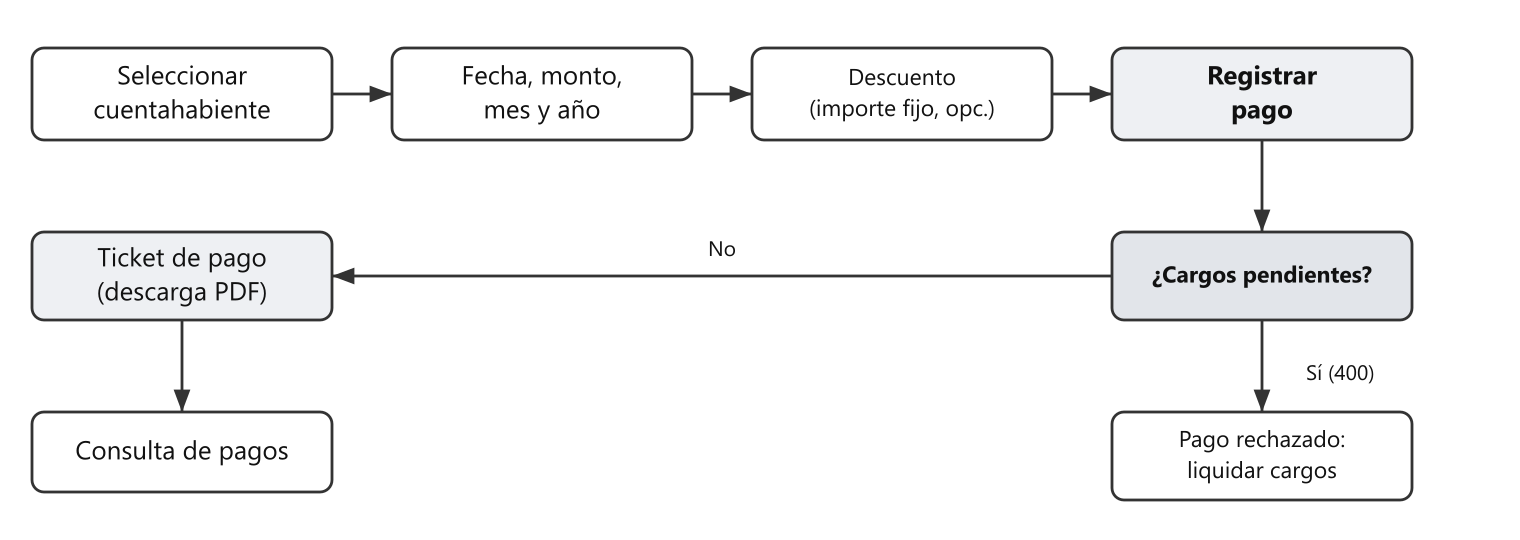 Seleccionar
cuentahabiente
Fecha, monto,
mes y año
Descuento
(importe fijo, opc.)
Registrar
pago
Ticket de pago
(descarga PDF)
No
¿Cargos pendientes?
Sí (400)
Consulta de pagos
Pago rechazado:
liquidar cargos